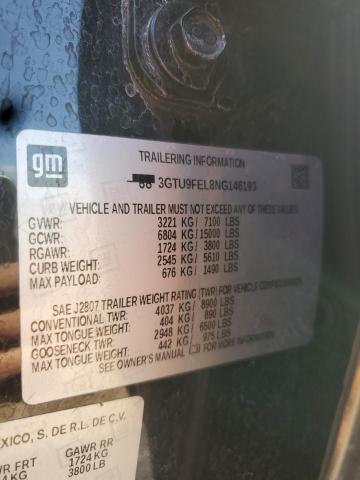 gm
TRAILERING INFORMATION
3GTU9FEL8NG146193
VEHICLE AND TRAILER MUST NOT EXCEED ANY OF THESE VALUES
GVWR: 3221 KG/ 7100 LBS
GCWR: 6804 KG/ 15000 LBS
RGAWR: 1724 KG/ 3800 LBS
CURB WEIGHT: 2545 KG/ 5610 LBS
MAX PAYLOAD: 676 KG/ 1490 LBS
SAE J2807 TRAILER WEIGHT RATING (TWR) FOR VEHICLE CONFIGURATION:
CONVENTIONAL TWR: 4037 KG/ 8900 LBS
MAX TONGUE WEIGHT: 404 KG/ 890 LBS
GOOSENECK TWR: 2948 KG/ 6500 LBS
MAX TONGUE WEIGHT: 442 KG/ 975 LBS
SEE OWNER'S MANUAL
EXICO, S. DE R.L. DE C.V.
WR FRT GAWR RR
4 KG 1724 KG
3800 LB